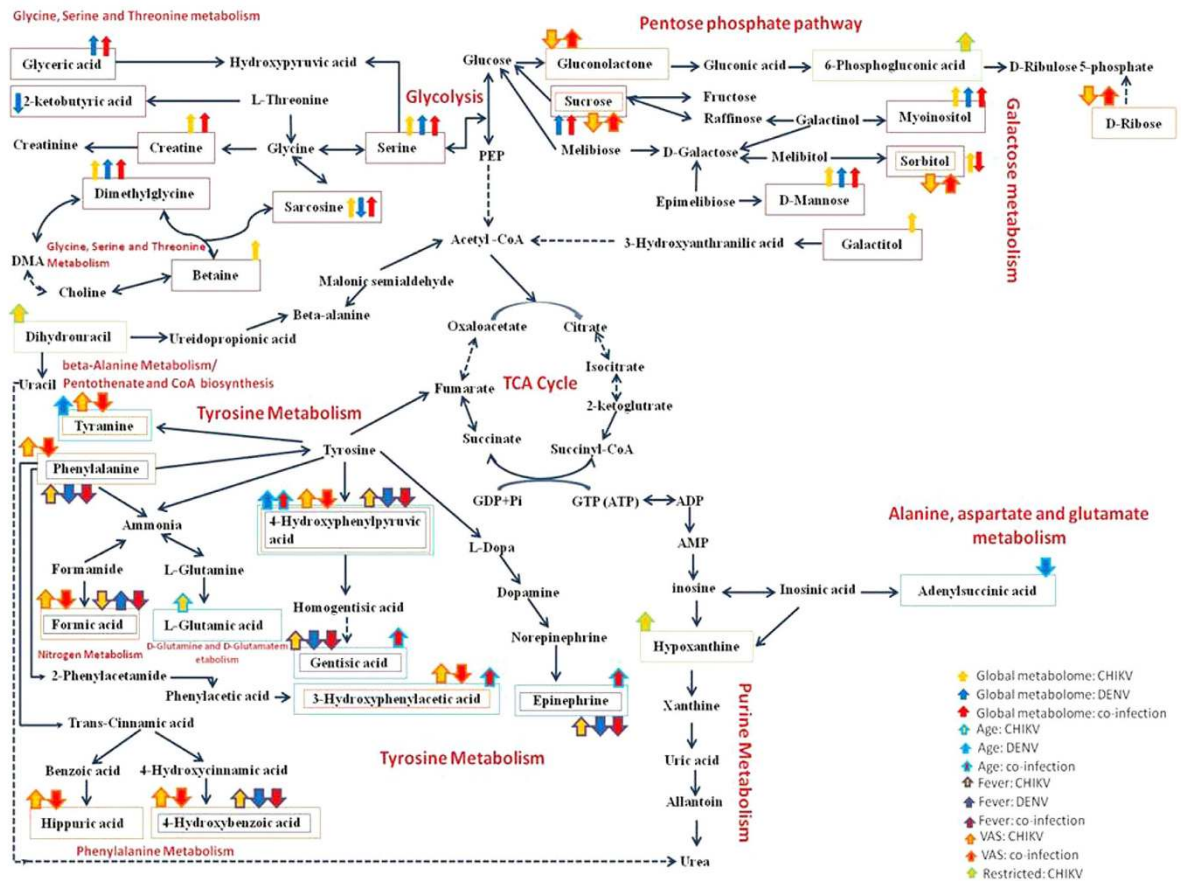 Glycine, Serine and Threonine metabolism
Pentose phosphate pathway
Glyceric acid
Hydroxypyruvic acid
Glucose
Gluconolactone
Gluconic acid
6-Phosphogluconic acid
D-Ribulose 5-phosphate
2-ketobutyric acid
L-Threonine
Glycolysis
Sucrose
Fructose
Raffinose
Galactinol
Myoinositol
D-Ribose
Creatinine
Creatine
Glycine
Serine
PEP
Melibiose
D-Galactose
Melibitol
Sorbitol
Galactose metabolism
Dimethylglycine
Sarcosine
Epimelibiose
D-Mannose
Glycine, Serine and Threonine
Metabolism
DMA
Betaine
Choline
Acetyl -CoA
3-Hydroxyanthranilic acid
Galactitol
Malonic semialdehyde
Beta-alanine
Dihydrouracil
Ureidopropionic acid
Oxaloacetate
Citrate
Isocitrate
Uracil
beta-Alanine Metabolism/
Pentothenate and CoA biosynthesis
Fumarate
TCA Cycle
2-ketoglutrate
Tyramine
Tyrosine Metabolism
Succinate
Succinyl-CoA
Phenylalanine
Tyrosine
GDP+Pi
GTP (ATP)
ADP
Ammonia
4-Hydroxyphenylpyruvic
acid
L-Dopa
AMP
Alanine, aspartate and glutamate
metabolism
Formamide
L-Glutamine
Dopamine
inosine
Inosinic acid
Adenylsuccinic acid
Formic acid
L-Glutamic acid
Homogentisic acid
Norepinephrine
Hypoxanthine
Nitrogen Metabolism
D-Glutamine and D-Glutamatem
etabolism
Gentisic acid
2-Phenylacetamide
Phenylacetic acid
3-Hydroxyphenylacetic acid
Epinephrine
Xanthine
Purine Metabolism
Trans-Cinnamic acid
Tyrosine Metabolism
Uric acid
Benzoic acid
4-Hydroxycinnamic acid
Allantoin
Hippuric acid
4-Hydroxybenzoic acid
Phenylalanine Metabolism
Urea
Global metabolome: CHIKV
Global metabolome: DENV
Global metabolome: co-infection
Age: CHIKV
Age: DENV
Age: co-infection
Fever: CHIKV
Fever: DENV
Fever: co-infection
VAS: CHIKV
VAS: co-infection
Restricted: CHIKV